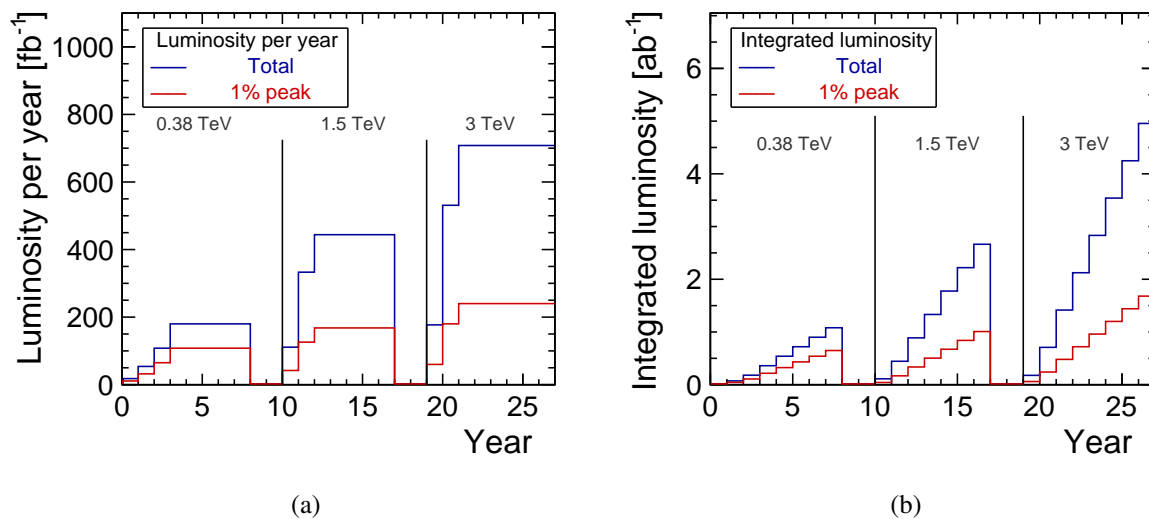 Luminosity per year [fb⁻¹]
1000
800
600
400
200
0
Luminosity per year
Total
1% peak
0.38 TeV
1.5 TeV
3 TeV
0 5 10 15 20 25
Year
(a)
Integrated luminosity [ab⁻¹]
6
4
2
0
Integrated luminosity
Total
1% peak
0.38 TeV
1.5 TeV
3 TeV
0 5 10 15 20 25
Year
(b)